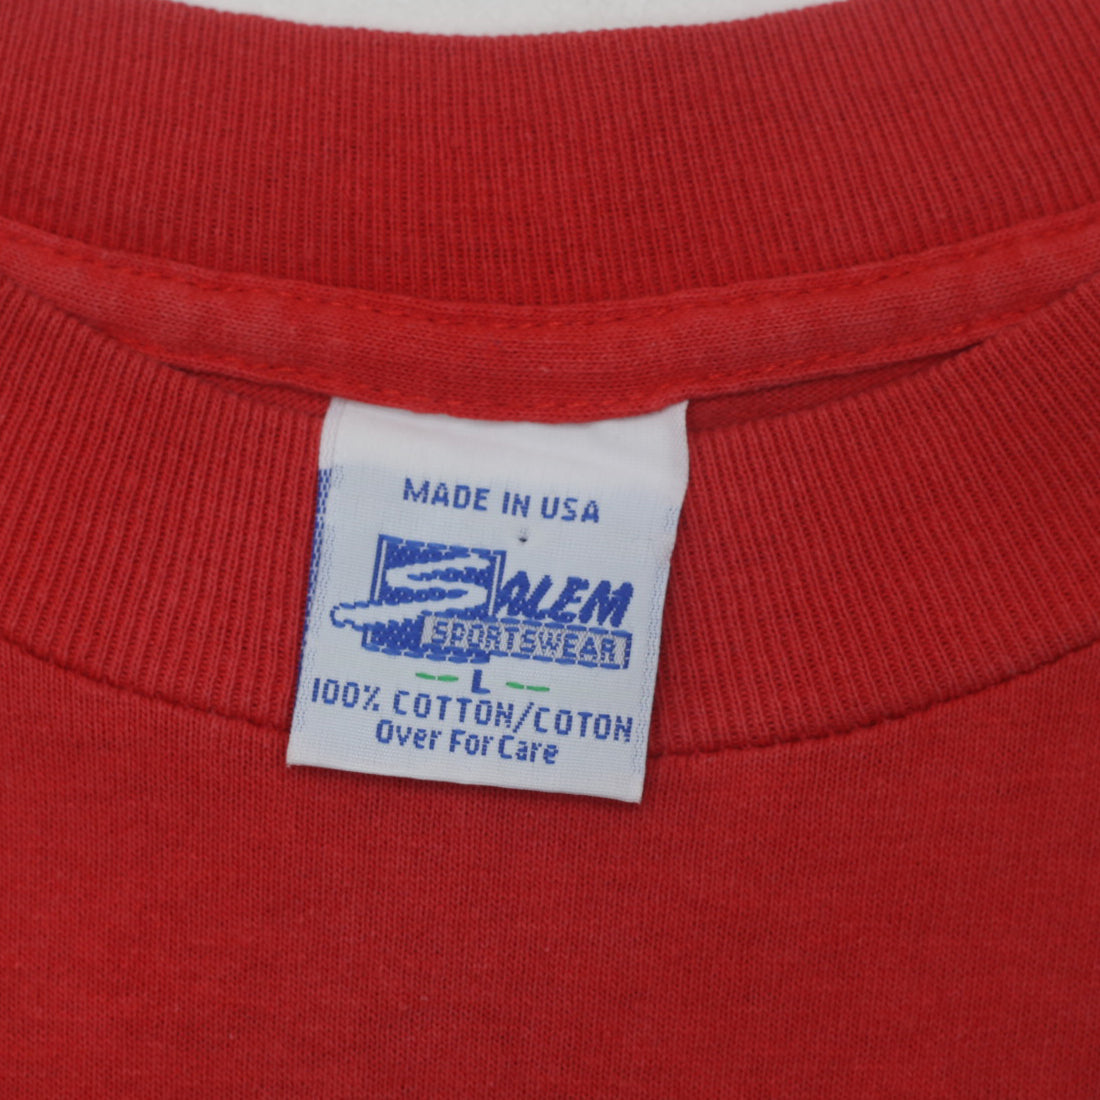 MADE IN USA
SALEM
SPORTSWEAR
L
100% COTTON/COTON
Over For Care